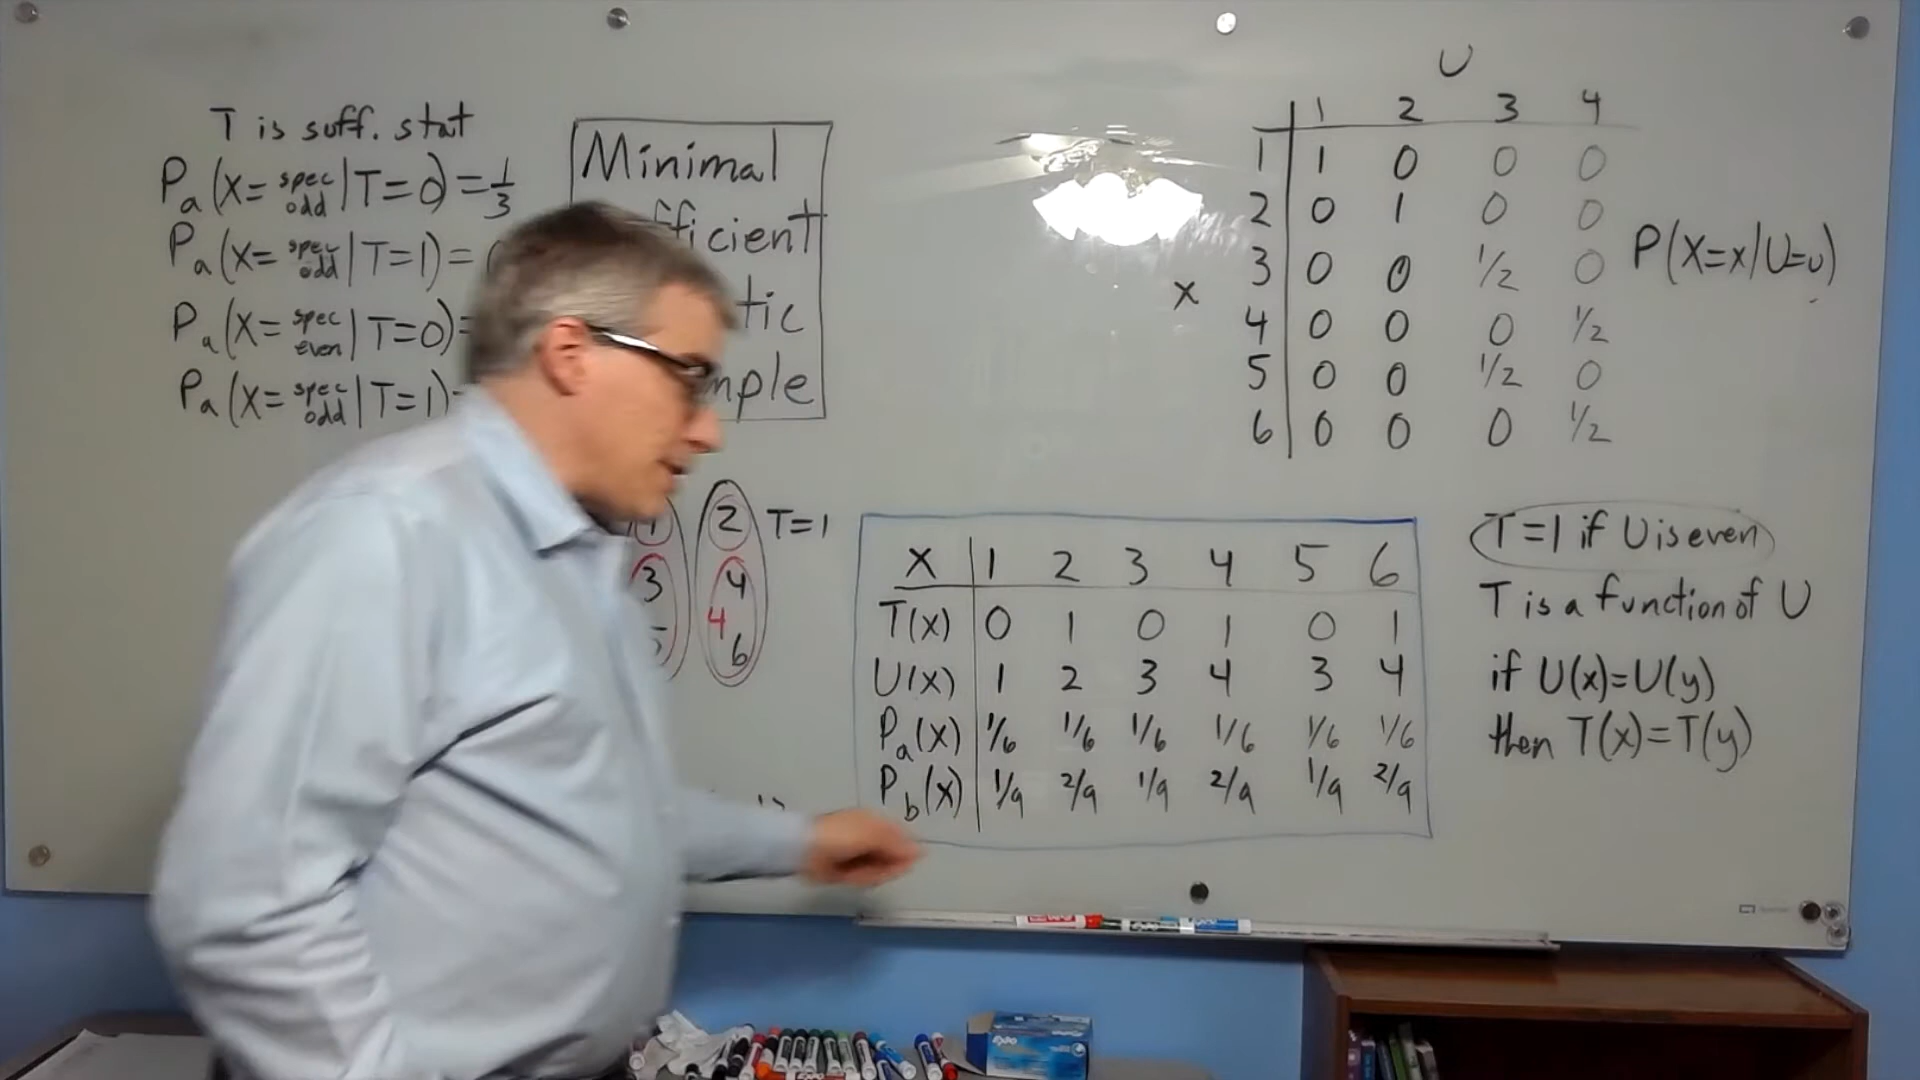 T is suff. stat
Pa(X= spec odd | T=0) = 1/3
Pa(X= spec odd | T=1) =
Pa(X= spec even | T=0) =
Pa(X= spec odd | T=1) =
Minimal
2 T=1
3 4
4
6
U
1 2 3 4
1 1 0 0 0
2 0 1 0 0
3 0 0 1/2 0
x
4 0 0 0 1/2
5 0 0 1/2 0
6 0 0 0 1/2
P(X=x|U=u)
X 1 2 3 4 5 6
T(x) 0 1 0 1 0 1
U(x) 1 2 3 4 3 4
Pa(x) 1/6 1/6 1/6 1/6 1/6 1/6
Pb(x) 1/9 2/9 1/9 2/9 1/9 2/9
T=1 if U is even
T is a function of U
if U(x)=U(y)
then T(x)=T(y)
EXPO